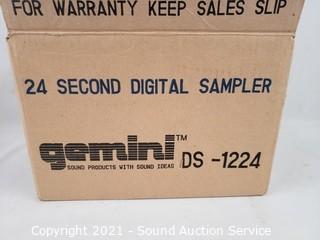 FOR WARRANTY KEEP SALES SLIP
24 SECOND DIGITAL SAMPLER
gemini™
SOUND PRODUCTS WITH SOUND IDEAS
DS -1224
Copyright 2021 - Sound Auction Service